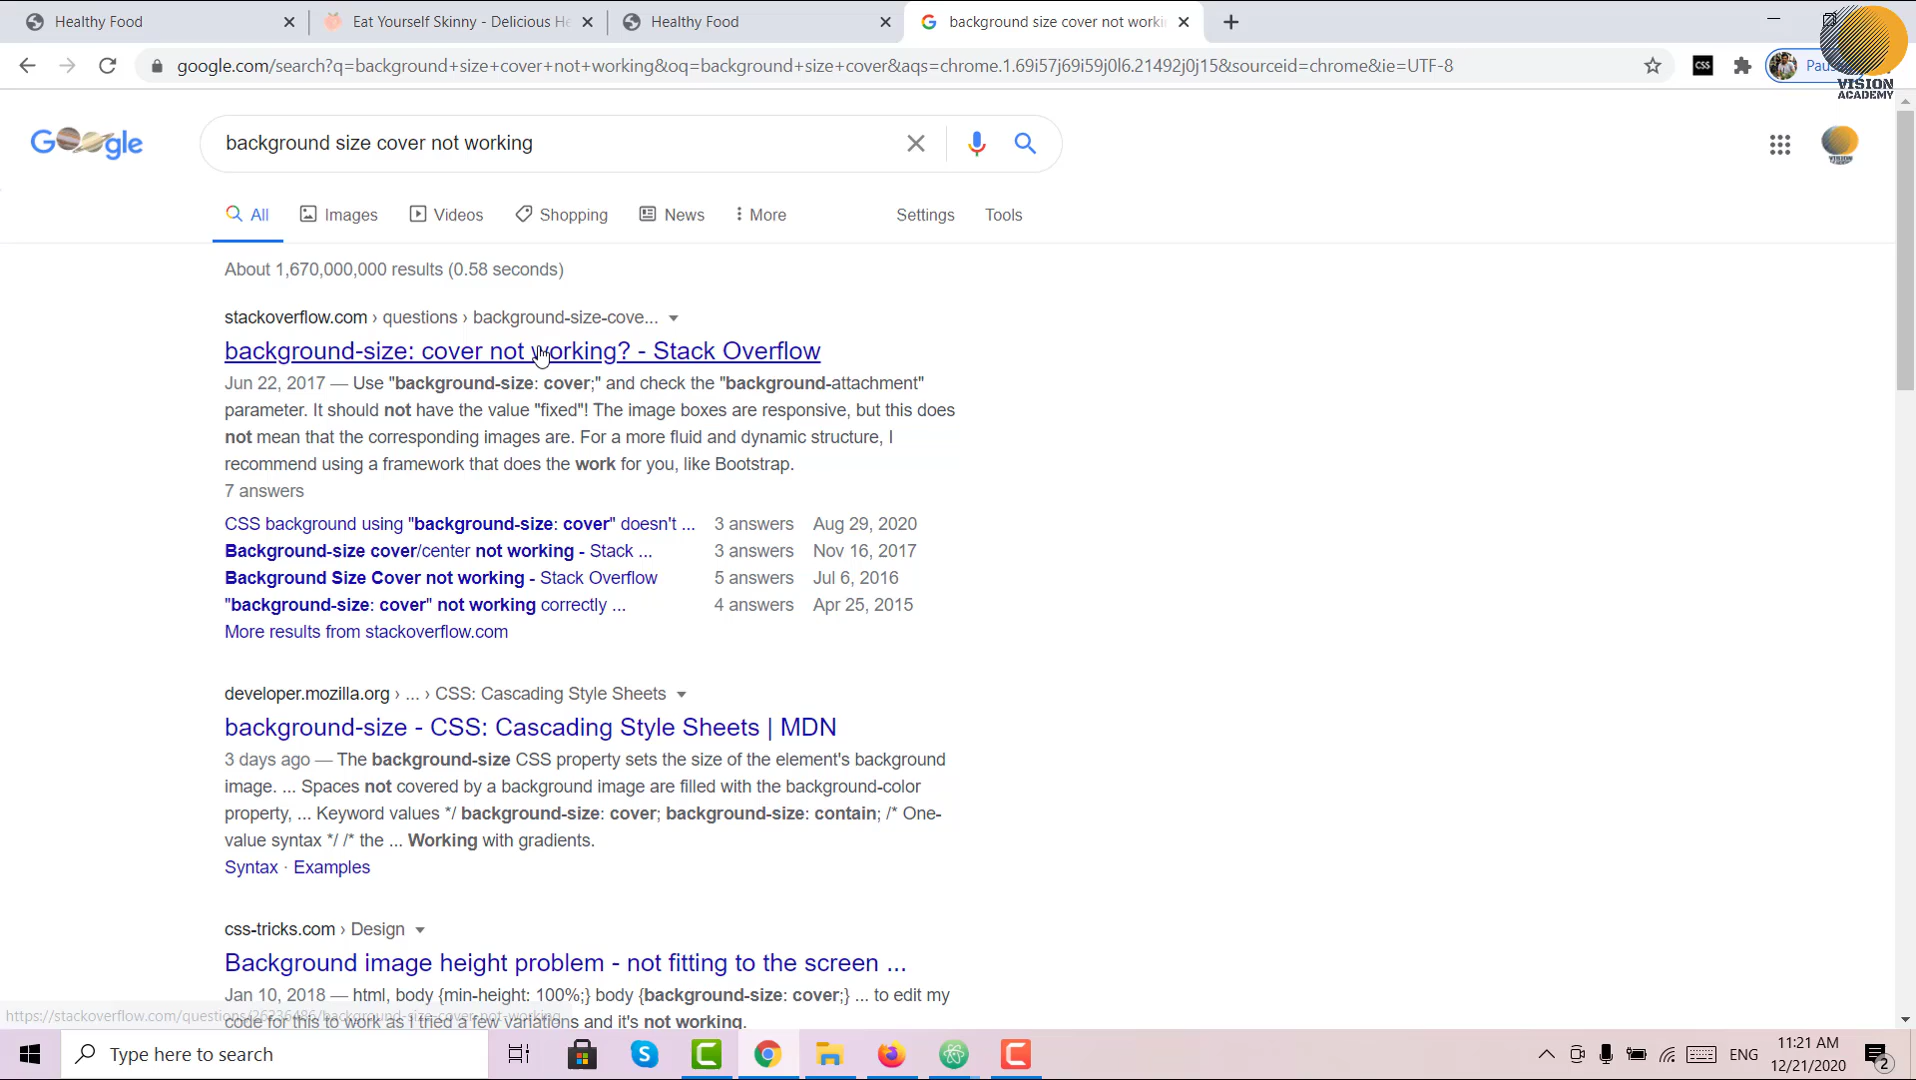 Healthy Food
Eat Yourself Skinny - Delicious He
Healthy Food
background size cover not worki
google.com/search?q=background+size+cover+not+working&oq=background+size+cover&aqs=chrome.1.69i57j69i59j0l6.21492j0j15&sourceid=chrome&ie=UTF-8
css
VISION
ACADEMY
Google
background size cover not working
All
Images
Videos
Shopping
News
More
Settings
Tools
About 1,670,000,000 results (0.58 seconds)
stackoverflow.com › questions › background-size-cove...
background-size: cover not working? - Stack Overflow
Jun 22, 2017 — Use "background-size: cover;" and check the "background-attachment"
parameter. It should not have the value "fixed"! The image boxes are responsive, but this does
not mean that the corresponding images are. For a more fluid and dynamic structure, I
recommend using a framework that does the work for you, like Bootstrap.
7 answers
CSS background using "background-size: cover" doesn't ... 3 answers Aug 29, 2020
Background-size cover/center not working - Stack ... 3 answers Nov 16, 2017
Background Size Cover not working - Stack Overflow 5 answers Jul 6, 2016
"background-size: cover" not working correctly ... 4 answers Apr 25, 2015
More results from stackoverflow.com
developer.mozilla.org › ... › CSS: Cascading Style Sheets
background-size - CSS: Cascading Style Sheets | MDN
3 days ago — The background-size CSS property sets the size of the element's background
image. ... Spaces not covered by a background image are filled with the background-color
property, ... Keyword values */ background-size: cover; background-size: contain; /* One-
value syntax */ /* the ... Working with gradients.
Syntax · Examples
css-tricks.com › Design
Background image height problem - not fitting to the screen ...
Jan 10, 2018 — html, body {min-height: 100%;} body {background-size: cover;} ... to edit my
code for this to work as I tried a few variations and it's not working.
https://stackoverflow.com/questions/26236486/background-size-cover-not-working
Type here to search
ENG
11:21 AM
12/21/2020
2